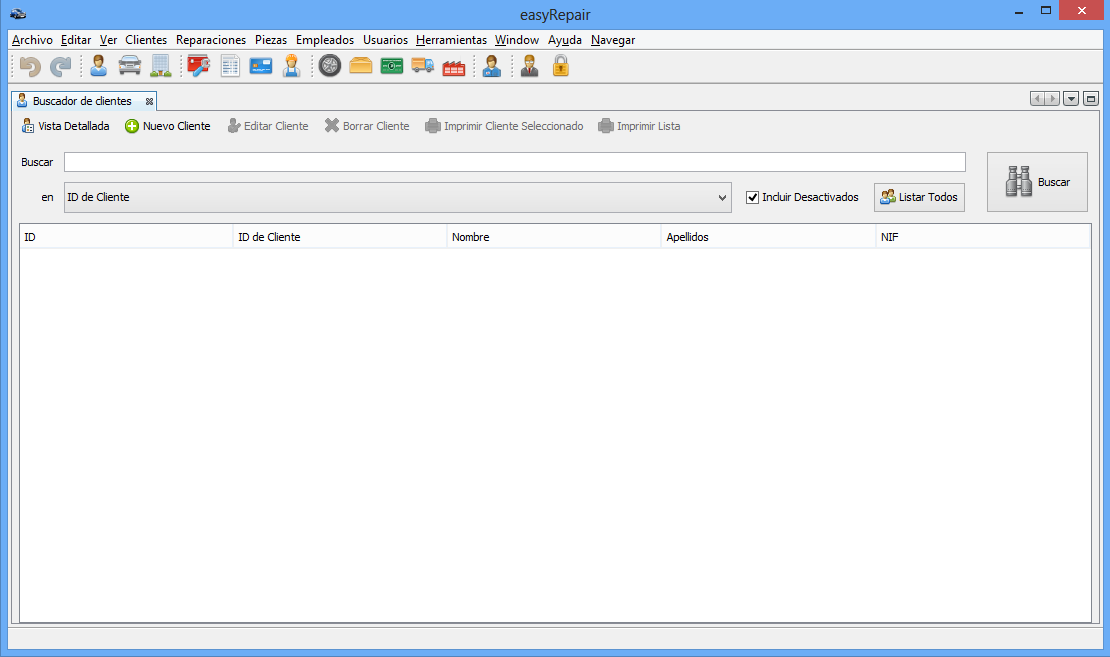 easyRepair
Archivo Editar Ver Clientes Reparaciones Piezas Empleados Usuarios Herramientas Window Ayuda Navegar
Buscador de clientes
Vista Detallada Nuevo Cliente Editar Cliente Borrar Cliente Imprimir Cliente Seleccionado Imprimir Lista
Buscar
Buscar
en ID de Cliente Incluir Desactivados Listar Todos
ID ID de Cliente Nombre Apellidos NIF